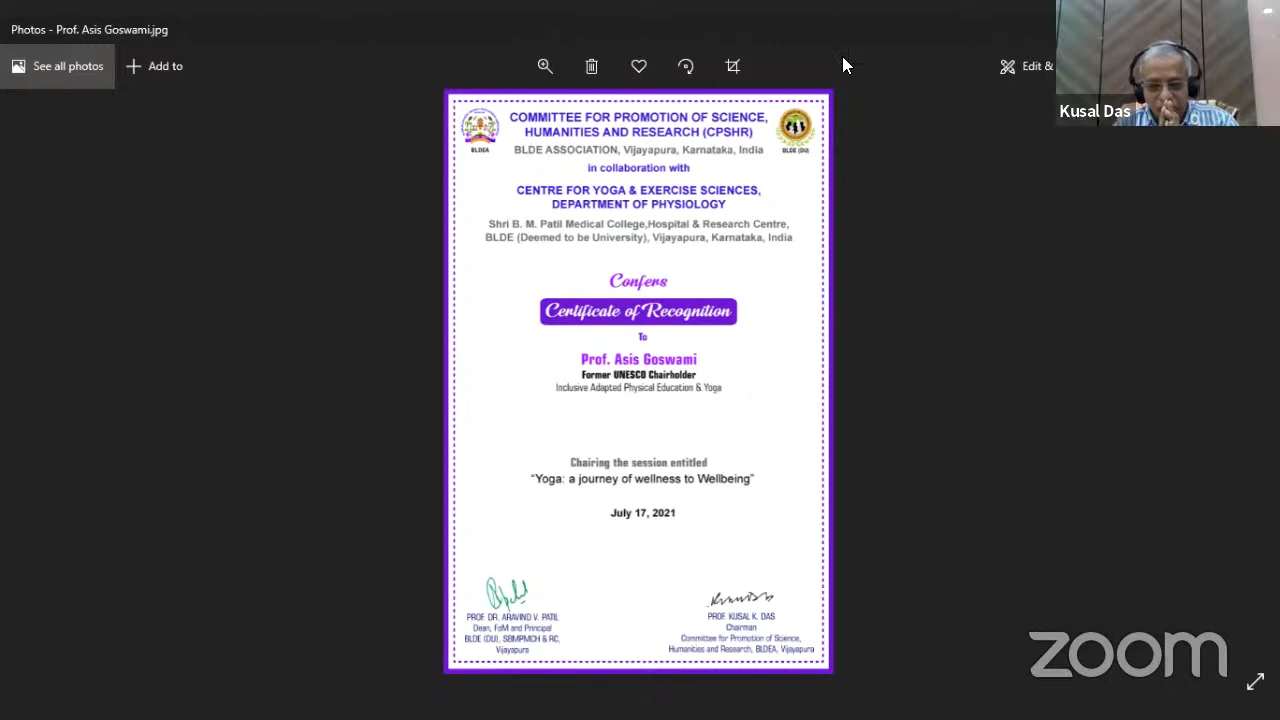 Photos - Prof. Asis Goswami.jpg
See all photos
Add to
Edit &
Kusal Das
COMMITTEE FOR PROMOTION OF SCIENCE,
HUMANITIES AND RESEARCH (CPSHR)
BLDEA
BLDE (DU)
BLDE ASSOCIATION, Vijayapura, Karnataka, India
in collaboration with
CENTRE FOR YOGA & EXERCISE SCIENCES,
DEPARTMENT OF PHYSIOLOGY
Shri B. M. Patil Medical College,Hospital & Research Centre,
BLDE (Deemed to be University), Vijayapura, Karnataka, India
Confers
Certificate of Recognition
To
Prof. Asis Goswami
Former UNESCO Chairholder
Inclusive Adapted Physical Education & Yoga
Chairing the session entitled
“Yoga: a journey of wellness to Wellbeing”
July 17, 2021
PROF. DR. ARAVIND V. PATIL
Dean, FoM and Principal
BLDE (DU), SBMPMCH & RC,
Vijayapura
PROF. KUSAL K. DAS
Chairman
Committee for Promotion of Science,
Humanities and Research, BLDEA, Vijayapura
zoom